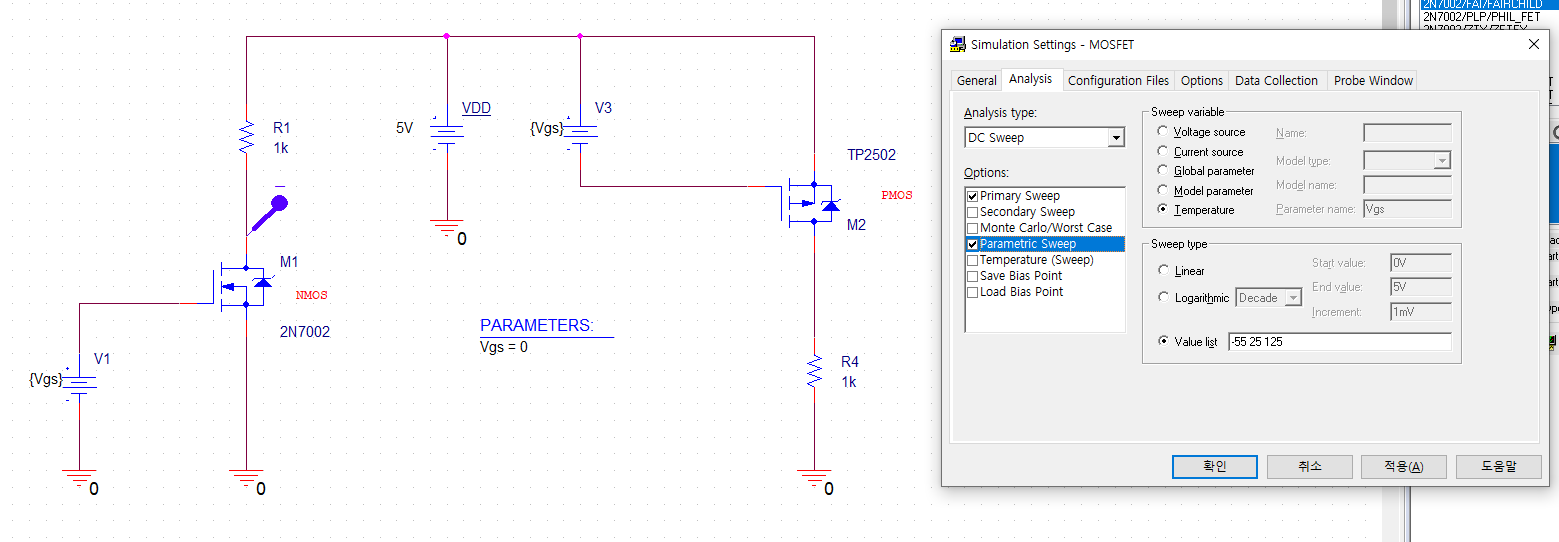 2N7002/FAI/FAIRCHILD
2N7002/PLP/PHIL_FET
2N7002/ZTX/ZETEX
R1
1k
5V
VDD
V3
{Vgs}
TP2502
PMOS
M2
0
M1
NMOS
2N7002
PARAMETERS:
Vgs = 0
V1
{Vgs}
R4
1k
0
0
0
Simulation Settings - MOSFET
General
Analysis
Configuration Files
Options
Data Collection
Probe Window
Analysis type:
DC Sweep
Options:
Primary Sweep
Secondary Sweep
Monte Carlo/Worst Case
Parametric Sweep
Temperature (Sweep)
Save Bias Point
Load Bias Point
Sweep variable
Voltage source
Current source
Global parameter
Model parameter
Temperature
Name:
Model type:
Model name:
Parameter name:
Vgs
Sweep type
Linear
Logarithmic
Decade
Value list
-55 25 125
Start value:
0V
End value:
5V
Increment:
1mV
확인
취소
적용(A)
도움말